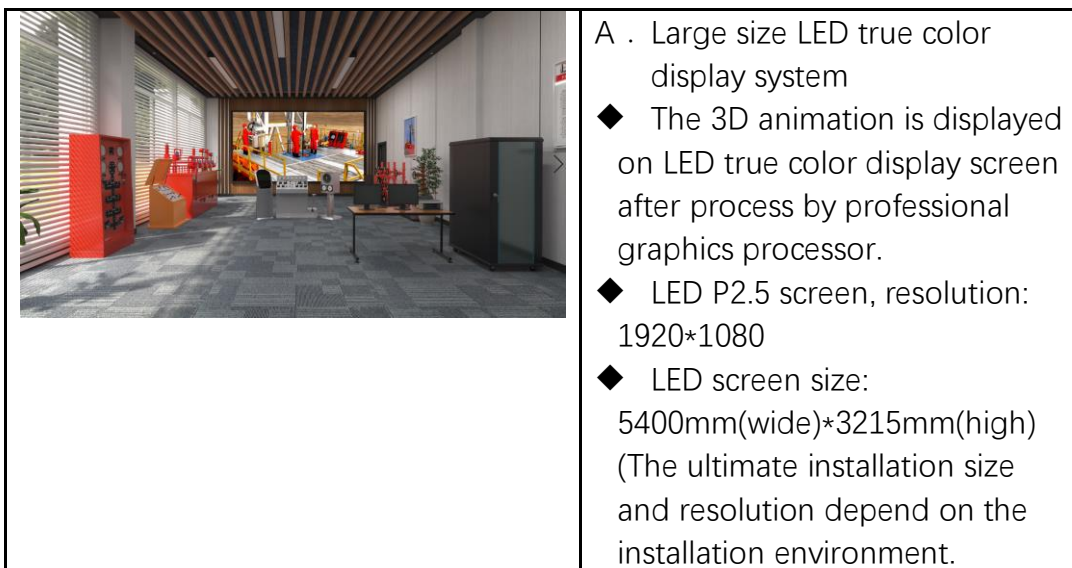 A．Large size LED true color
display system
◆ The 3D animation is displayed
on LED true color display screen
after process by professional
graphics processor.
◆ LED P2.5 screen, resolution:
1920*1080
◆ LED screen size:
5400mm(wide)*3215mm(high)
(The ultimate installation size
and resolution depend on the
installation environment.